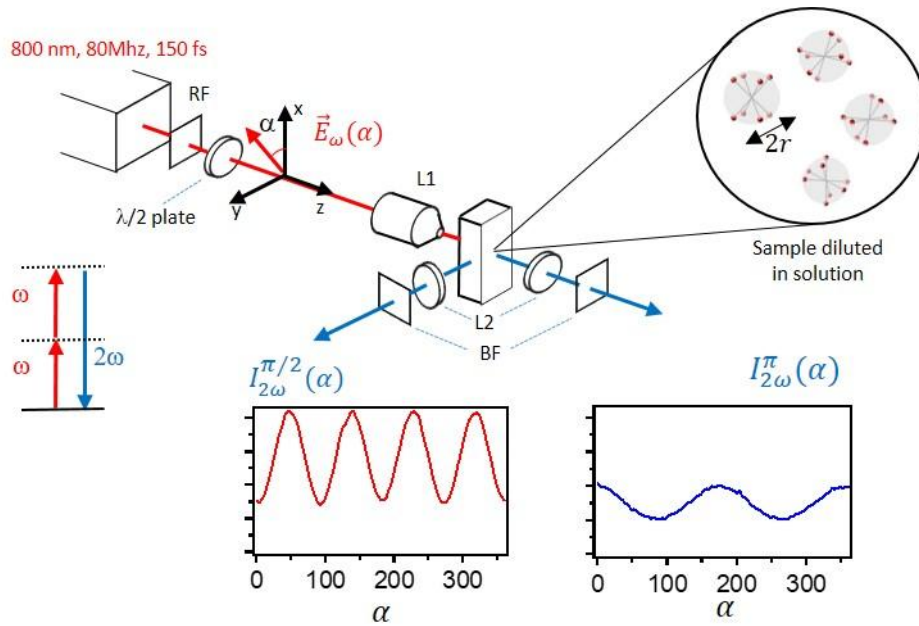 800 nm, 80Mhz, 150 fs
RF
x
α
E⃗ω(α)
λ/2 plate
y
z
L1
2r
Sample diluted
in solution
L2
BF
ω
ω
2ω
I2ω^π/2(α)
I2ω^π(α)
0 100 200 300
α
0 100 200 300
α